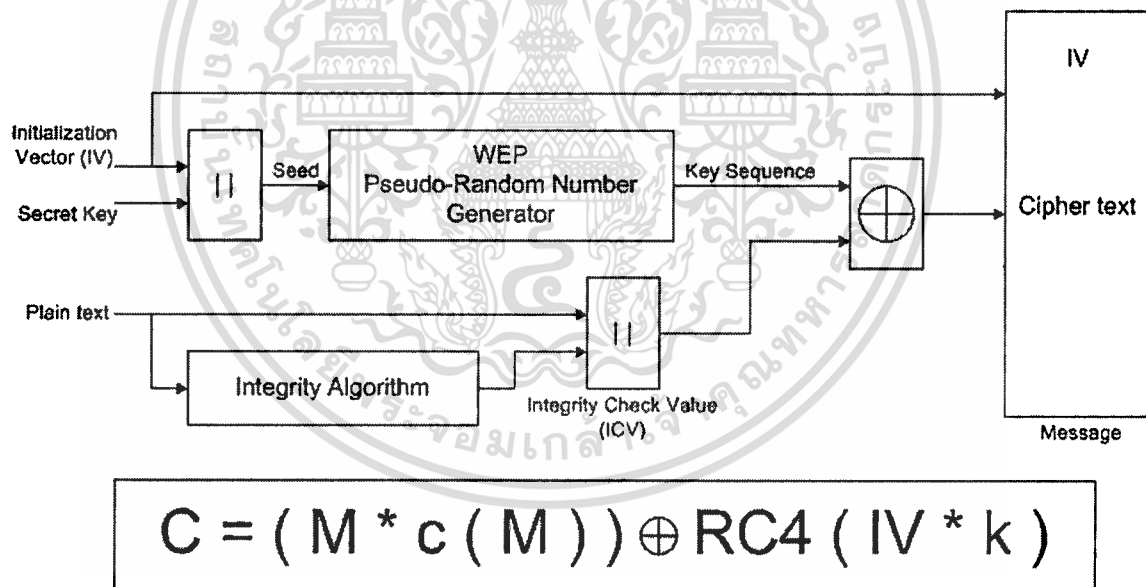 IV
Initialization
Vector (IV)
Secret Key
||
Seed
WEP
Pseudo-Random Number
Generator
Key Sequence
⊕
Cipher text
Plain text
Integrity Algorithm
||
Integrity Check Value
(ICV)
Message
C = ( M * c ( M ) ) ⊕ RC4 ( IV * k )